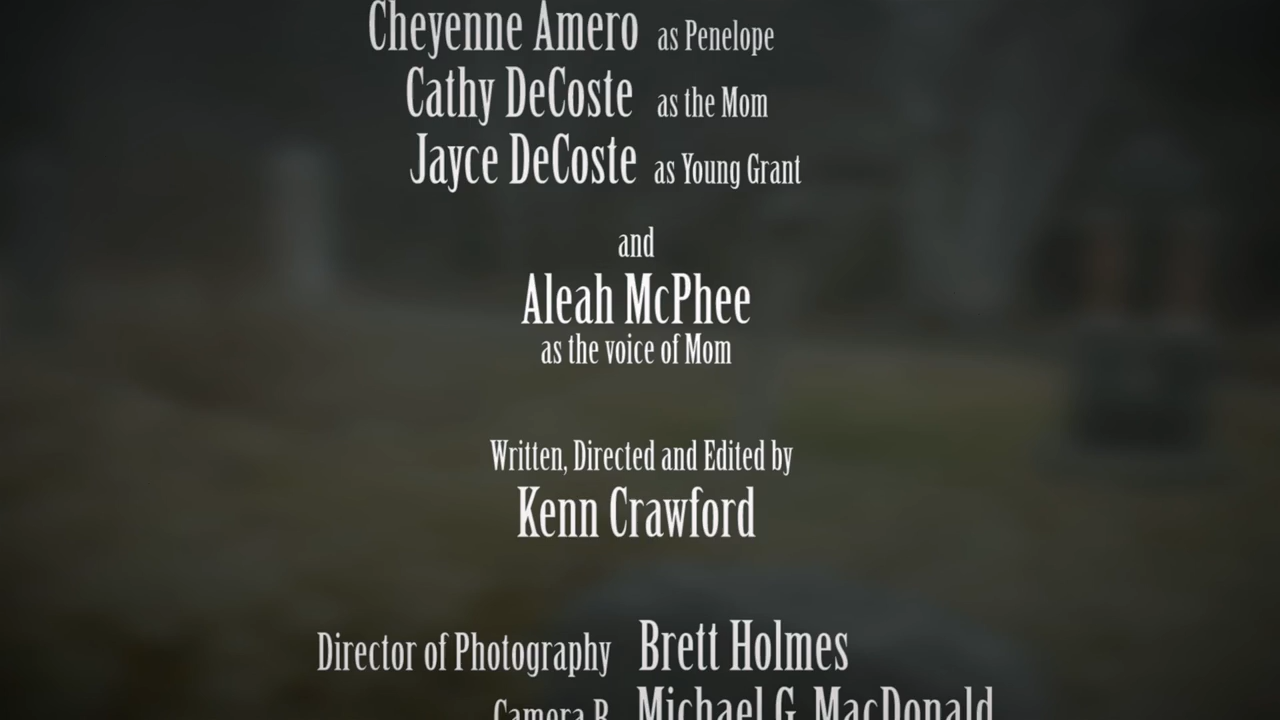 Cheyenne Amero as Penelope
Cathy DeCoste as the Mom
Jayce DeCoste as Young Grant
and
Aleah McPhee
as the voice of Mom
Written, Directed and Edited by
Kenn Crawford
Director of Photography Brett Holmes
Michael G. MacDonald